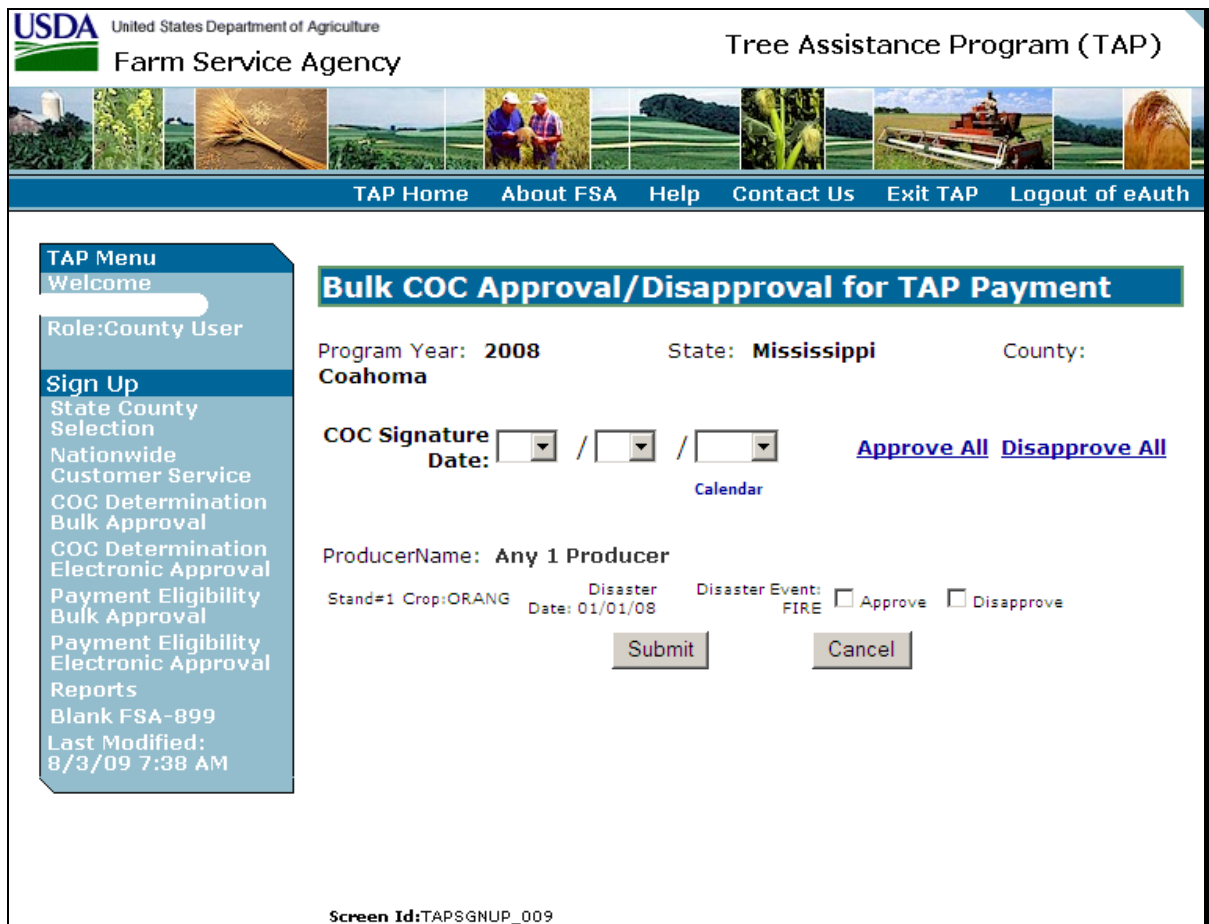 USDA United States Department of Agriculture
Farm Service Agency
Tree Assistance Program (TAP)
TAP Home About FSA Help Contact Us Exit TAP Logout of eAuth
TAP Menu
Welcome
Role:County User
Sign Up
State County
Selection
Nationwide
Customer Service
COC Determination
Bulk Approval
COC Determination
Electronic Approval
Payment Eligibility
Bulk Approval
Payment Eligibility
Electronic Approval
Reports
Blank FSA-899
Last Modified:
8/3/09 7:38 AM
Bulk COC Approval/Disapproval for TAP Payment
Program Year: 2008 State: Mississippi County:
Coahoma
COC Signature
Date: / / Approve All Disapprove All
Calendar
ProducerName: Any 1 Producer
Stand#1 Crop:ORANG Disaster Date: 01/01/08 Disaster Event: FIRE Approve Disapprove
Submit Cancel
Screen Id:TAPSGNUP_009